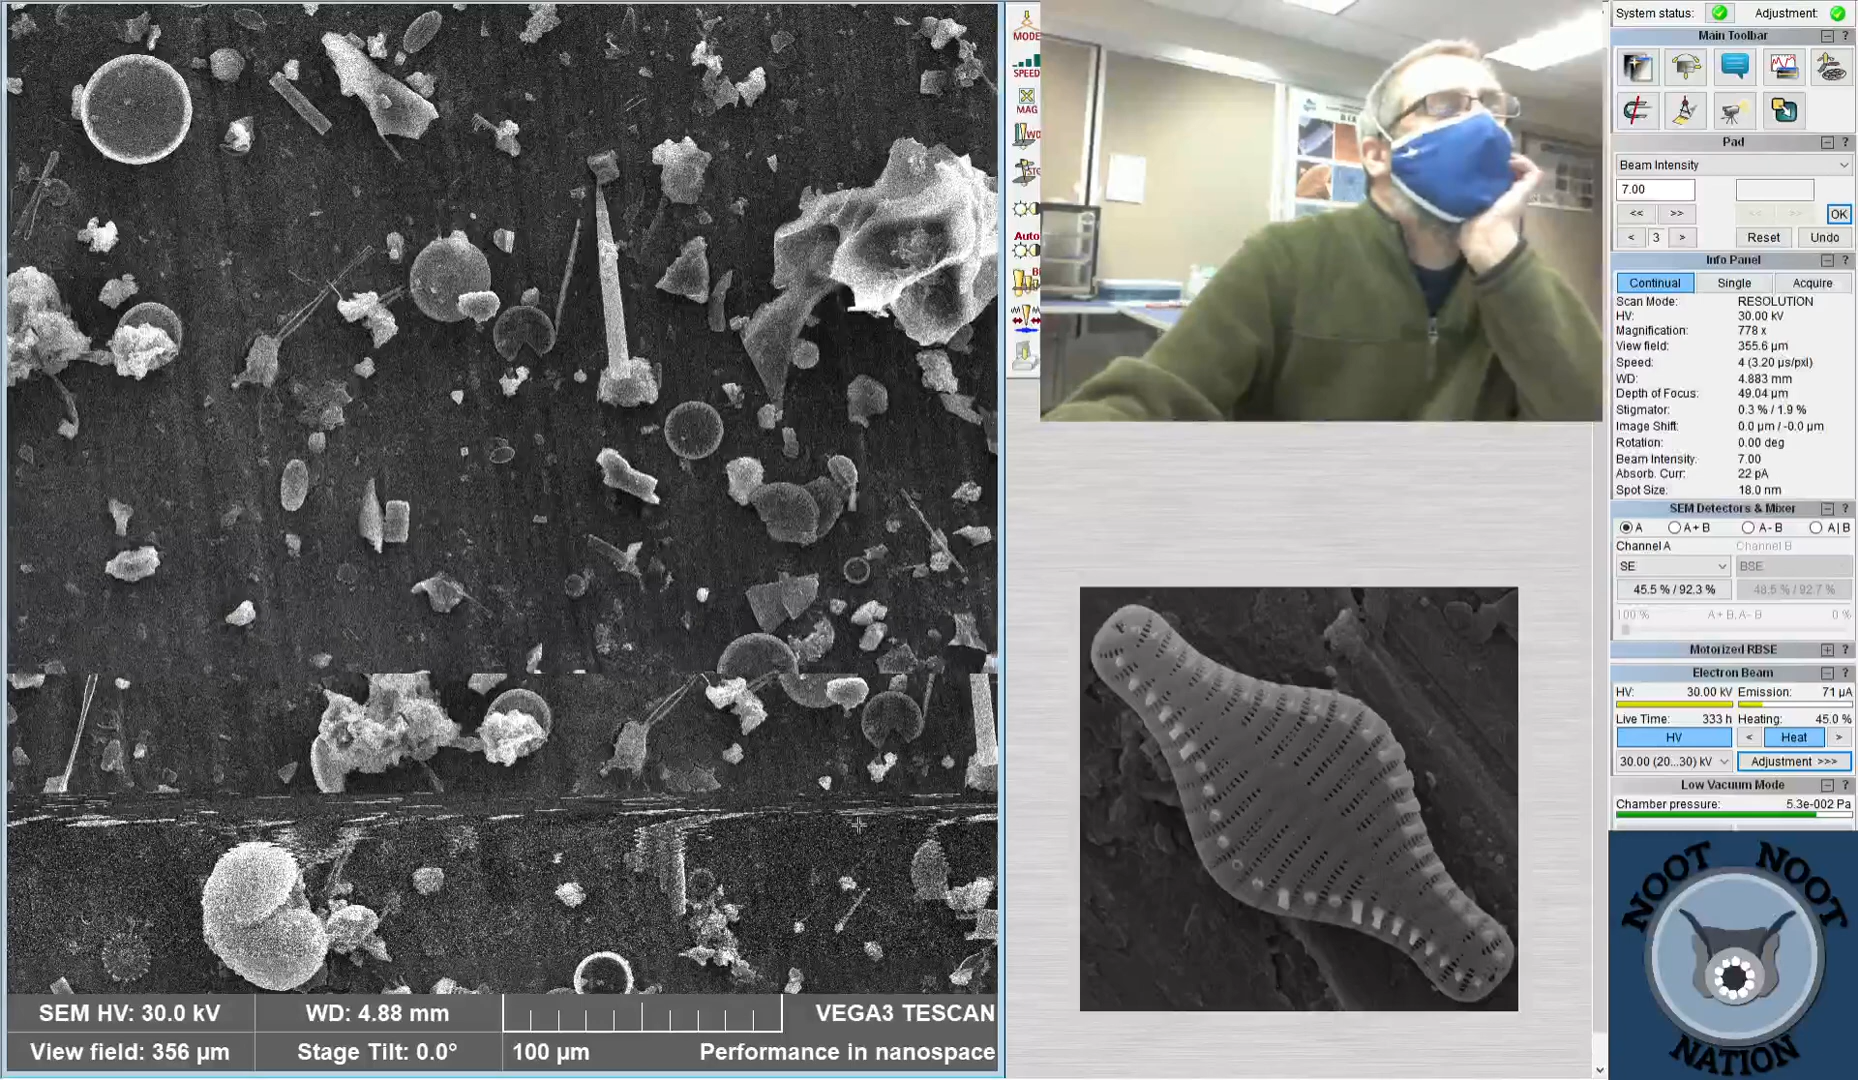 SEM HV: 30.0 kV
WD: 4.88 mm
VEGA3 TESCAN
View field: 356 µm
Stage Tilt: 0.0°
100 µm
Performance in nanospace
MODE
SPEED
MAG
WD
Auto
System status:
Adjustment:
Main Toolbar
?
Pad
?
Beam Intensity
7.00
<< >> << >> OK
< 3 > Reset Undo
Info Panel
?
Continual Single Acquire
Scan Mode: RESOLUTION
HV: 30.00 kV
Magnification: 778 x
View field: 355.6 µm
Speed: 4 (3.20 µs/pxl)
WD: 4.883 mm
Depth of Focus: 49.04 µm
Stigmator: 0.3 % / 1.9 %
Image Shift: 0.0 µm / -0.0 µm
Rotation: 0.00 deg
Beam Intensity: 7.00
Absorb. Curr: 22 pA
Spot Size: 18.0 nm
SEM Detectors & Mixer
?
A A + B A - B A | B
Channel A Channel B
SE BSE
45.5 % / 92.3 % 48.5 % / 92.7 %
100 % A + B, A - B 0 %
Motorized RBSE
?
Electron Beam
?
HV: 30.00 kV Emission: 71 µA
Live Time: 333 h Heating: 45.0 %
HV < Heat >
30.00 (20...30) kV Adjustment >>>
Low Vacuum Mode
?
Chamber pressure: 5.3e-002 Pa
NOOT NOOT
NATION